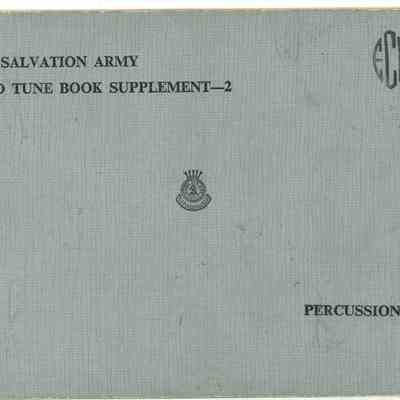 SALVATION ARMY
TUNE BOOK SUPPLEMENT—2
PERCUSSION